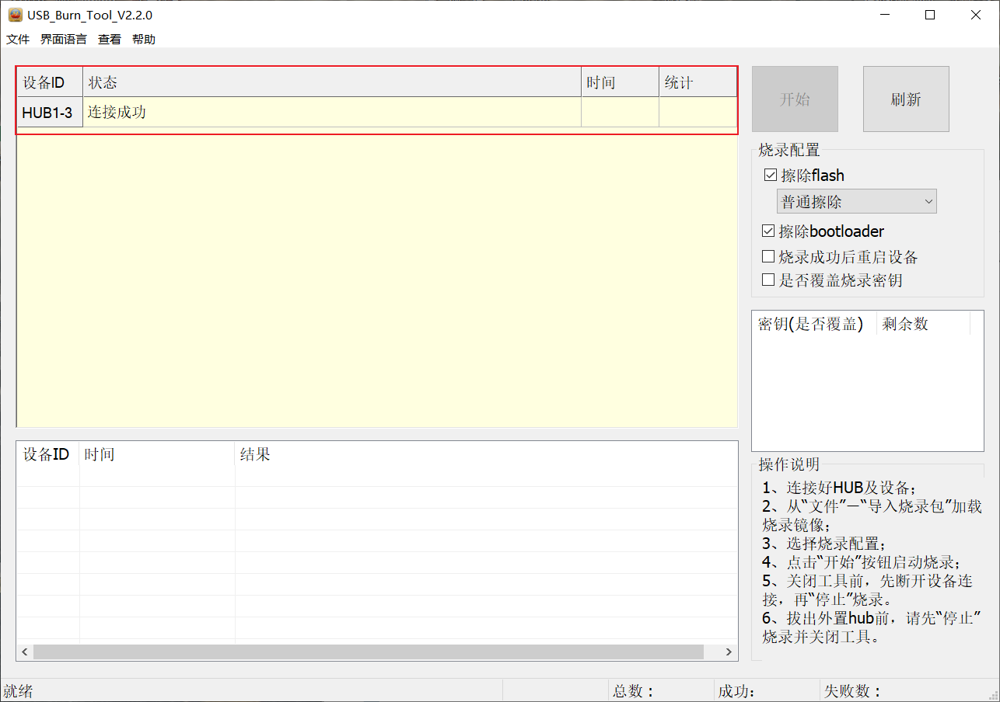 USB_Burn_Tool_V2.2.0
文件 界面语言 查看 帮助
设备ID 状态 时间 统计
HUB1-3 连接成功
开始 刷新
烧录配置
擦除flash
普通擦除
擦除bootloader
烧录成功后重启设备
是否覆盖烧录密钥
密钥(是否覆盖) 剩余数
设备ID 时间 结果
操作说明
1、连接好HUB及设备；
2、从“文件”—“导入烧录包”加载
烧录镜像；
3、选择烧录配置；
4、点击“开始”按钮启动烧录；
5、关闭工具前，先断开设备连
接，再“停止”烧录。
6、拔出外置hub前，请先“停止”
烧录并关闭工具。
就绪 总数： 成功: 失败数：